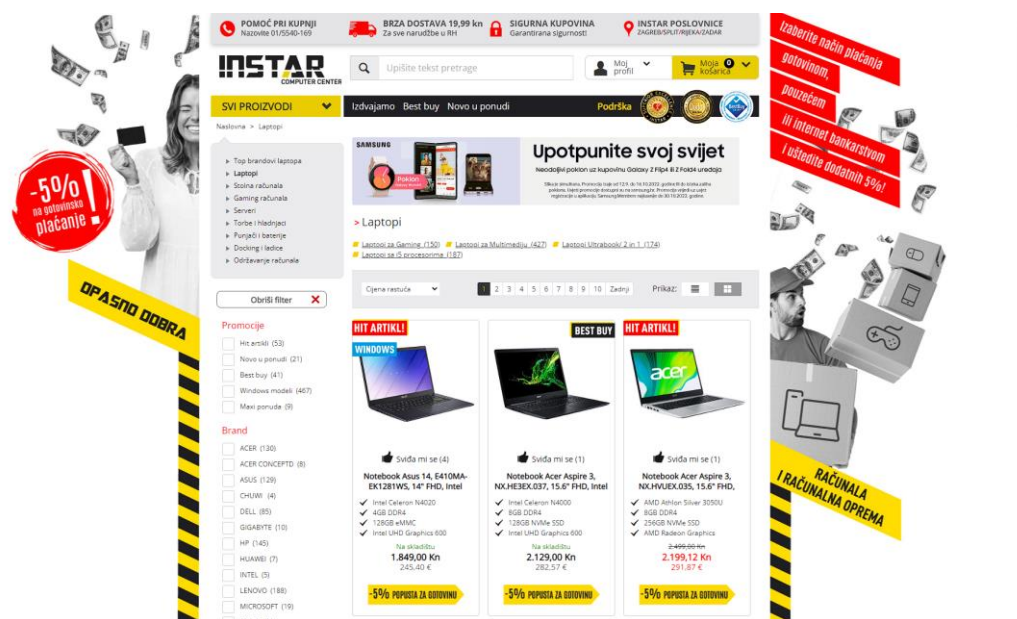 POMOĆ PRI KUPNJI
Nazovite 01/5540-169
BRZA DOSTAVA 19,99 kn
Za sve narudžbe u RH
SIGURNA KUPOVINA
Garantirana sigurnost
INSTAR POSLOVNICE
ZAGREB/SPLIT/RIJEKA/ZADAR
INSTAR
COMPUTER CENTER
Upišite tekst pretrage
Moj profil
Moja košarica 0
SVI PROIZVODI
Izdvajamo Best buy Novo u ponudi
Podrška
Naslovna > Laptopi
Top brandovi laptopa
Laptopi
Stolna računala
Gaming računala
Serveri
Torbe i hladnjaci
Punjači i baterije
Docking i ladice
Održavanje računala
Obriši filter X
Promocije
Hit artikli (53)
Novo u ponudi (21)
Best buy (41)
Windows modeli (467)
Maxi ponuda (9)
Brand
ACER (130)
ACER CONCEPTD (8)
ASUS (129)
CHUWI (4)
DELL (85)
GIGABYTE (10)
HP (145)
HUAWEI (7)
INTEL (5)
LENOVO (188)
MICROSOFT (19)
SAMSUNG
Poklon
Upotpunite svoj svijet
Neodoljivi poklon uz kupovinu Galaxy Z Flip4 ili Z Fold4 uređaja
> Laptopi
Laptopi za Gaming (150) Laptopi za Multimediju (427) Laptopi Ultrabook/ 2 in 1 (174)
Laptopi sa i5 procesorima (187)
Cijena rastuća
1 2 3 4 5 6 7 8 9 10 Zadnji
Prikaz:
HIT ARTIKL!
WINDOWS
Sviđa mi se (4)
Notebook Asus 14, E410MA-
EK1281WS, 14" FHD, Intel
Intel Celeron N4020
4GB DDR4
128GB eMMC
Intel UHD Graphics 600
Na skladištu
1.849,00 Kn
245,40 €
-5% POPUSTA ZA GOTOVINU
BEST BUY
Sviđa mi se (1)
Notebook Acer Aspire 3,
NX.HE3EX.037, 15.6" FHD, Intel
Intel Celeron N4000
8GB DDR4
128GB NVMe SSD
Intel UHD Graphics 600
Na skladištu
2.129,00 Kn
282,57 €
-5% POPUSTA ZA GOTOVINU
HIT ARTIKL!
acer
Sviđa mi se (1)
Notebook Acer Aspire 3,
NX.HVUEX.035, 15.6" FHD,
AMD Athlon Silver 3050U
8GB DDR4
256GB NVMe SSD
AMD Radeon Graphics
2.499,00 Kn
2.199,12 Kn
291,87 €
-5% POPUSTA ZA GOTOVINU
-5%
na gotovinsko
plaćanje!
OPASNO DOBRA
Izaberite način plaćanja
gotovinom,
pouzećem
ili internet bankarstvom
i uštedite dodatnih 5%!
RAČUNALA
I RAČUNALNA OPREMA